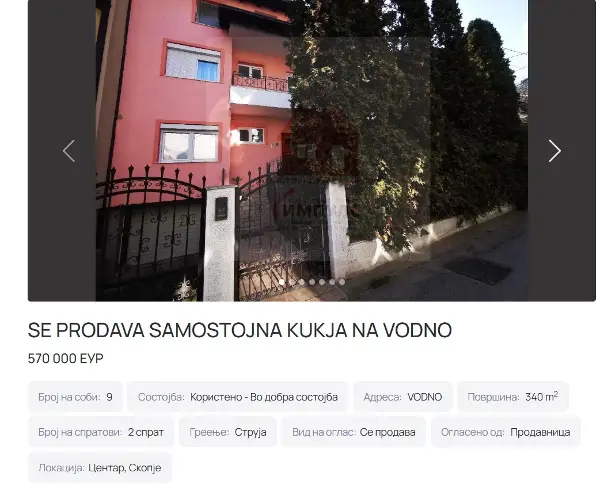 ИМПУЛС
SE PRODAVA SAMOSTOJNA KUKJA NA VODNO
570 000 ЕУР
Број на соби: 9 Состојба: Користено - Во добра состојба Адреса: VODNO Површина: 340 m²
Број на спратови: 2 спрат Греење: Струја Вид на оглас: Се продава Огласено од: Продавница
Локација: Центар, Скопје